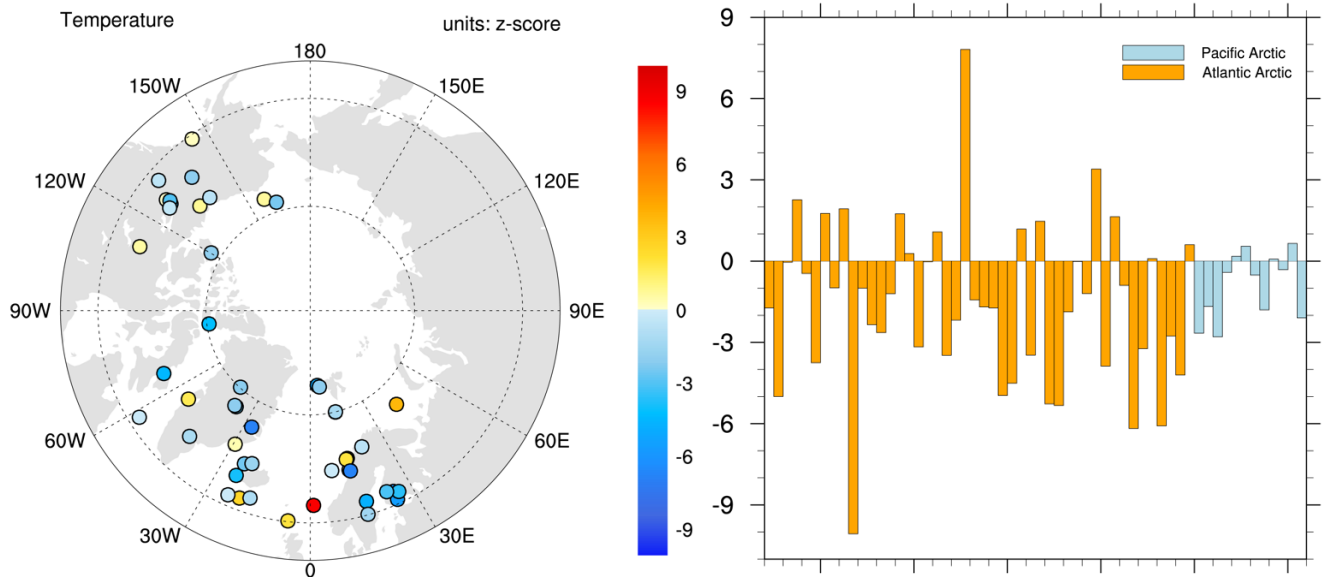 Temperature
units: z-score
180
150W
150E
120W
120E
90W
90E
60W
60E
30W
30E
0
9
6
3
0
-3
-6
-9
9
6
3
0
-3
-6
-9
Pacific Arctic
Atlantic Arctic